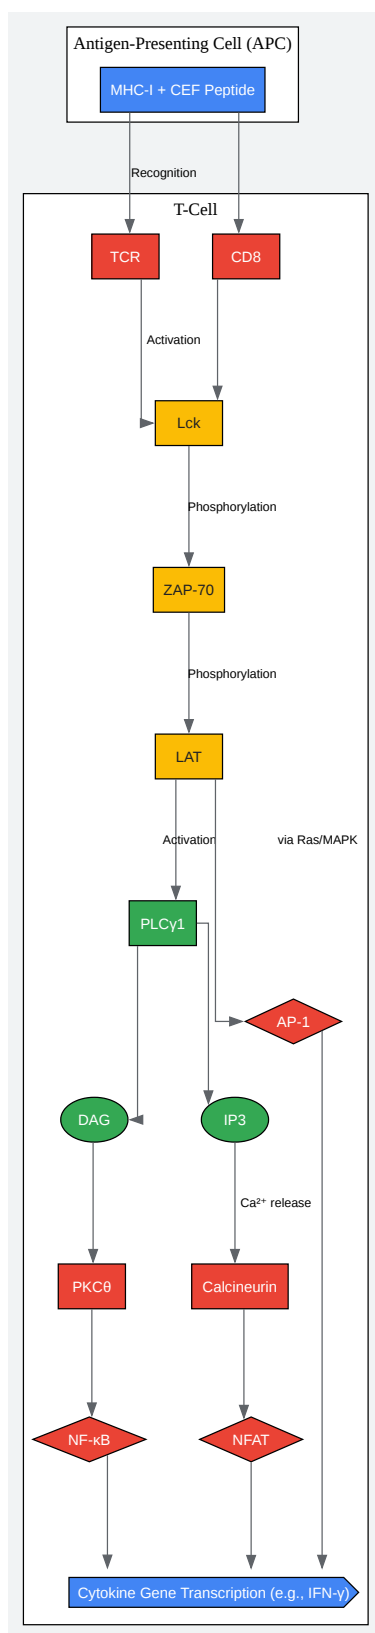 Antigen-Presenting Cell (APC)
MHC-I + CEF Peptide
Recognition
T-Cell
TCR
CD8
Activation
Lck
Phosphorylation
ZAP-70
Phosphorylation
LAT
Activation
via Ras/MAPK
PLCγ1
AP-1
DAG
IP3
Ca²⁺ release
PKCθ
Calcineurin
NF-κB
NFAT
Cytokine Gene Transcription (e.g., IFN-γ)